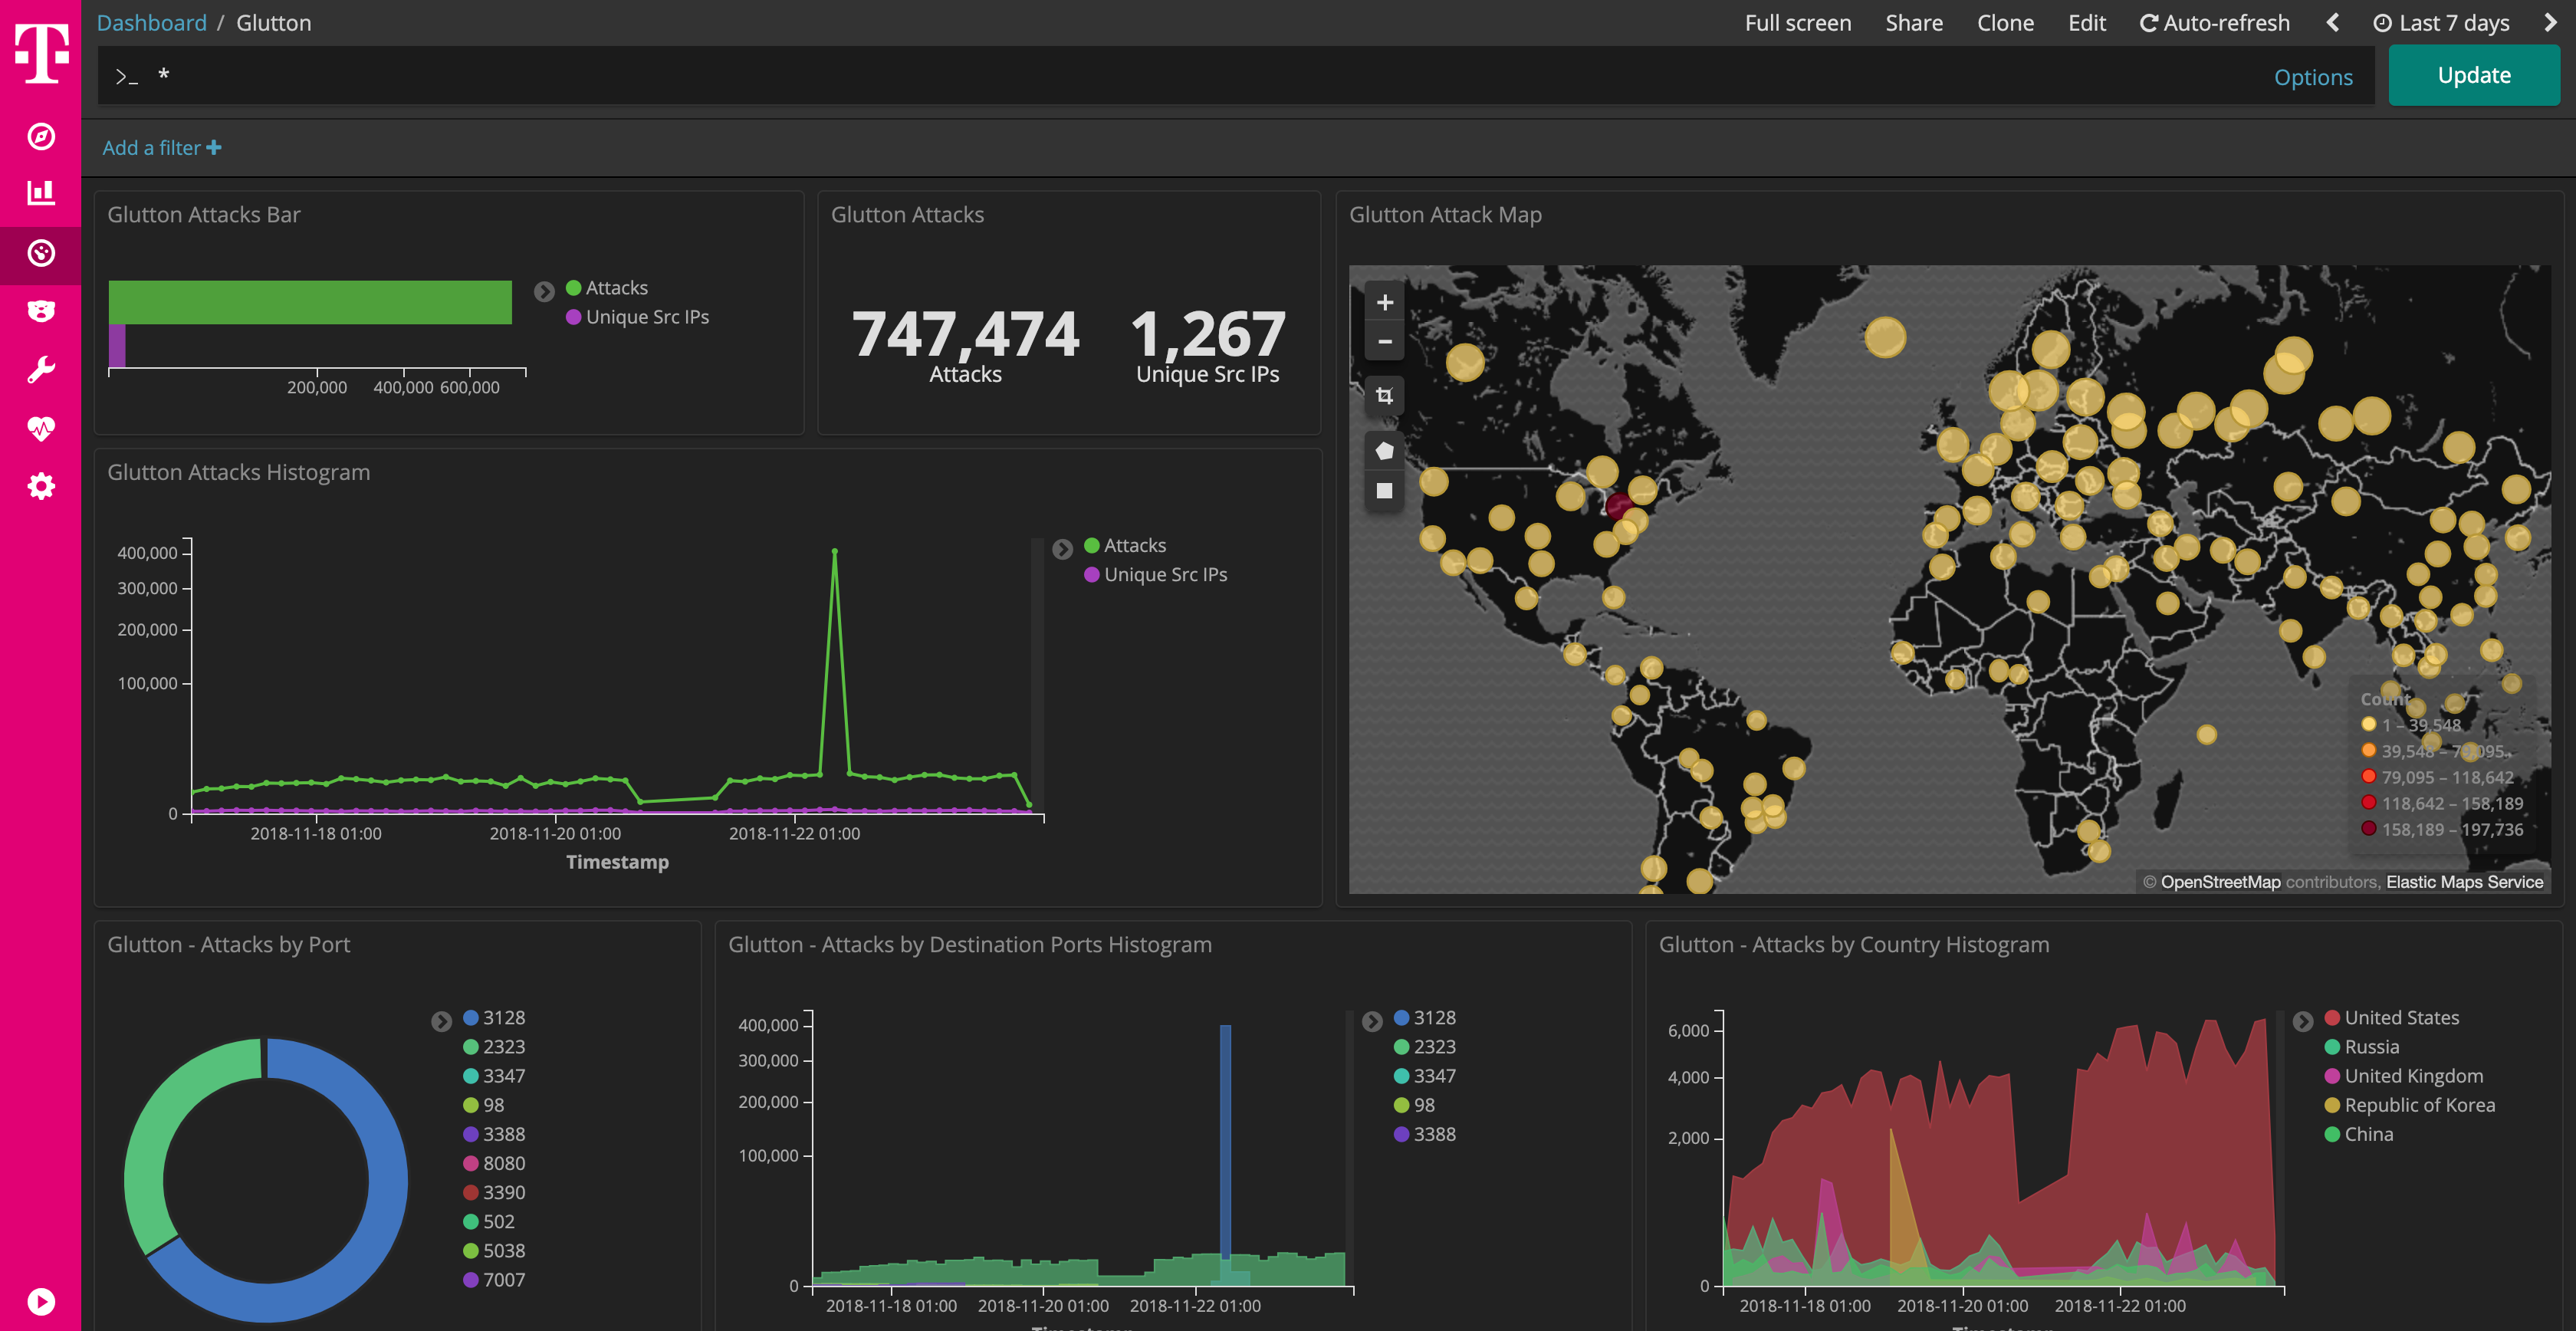 Dashboard / Glutton
Full screen Share Clone Edit Auto-refresh Last 7 days
>_ *
Options
Update
Add a filter +
Glutton Attacks Bar
Attacks
Unique Src IPs
200,000 400,000 600,000
Glutton Attacks
747,474
Attacks
1,267
Unique Src IPs
Glutton Attack Map
+
−
Count
1 – 39,548
39,548 – 79,095
79,095 – 118,642
118,642 – 158,189
158,189 – 197,736
© OpenStreetMap contributors, Elastic Maps Service
Glutton Attacks Histogram
400,000
300,000
200,000
100,000
0
2018-11-18 01:00 2018-11-20 01:00 2018-11-22 01:00
Timestamp
Attacks
Unique Src IPs
Glutton - Attacks by Port
3128
2323
3347
98
3388
8080
3390
502
5038
7007
Glutton - Attacks by Destination Ports Histogram
400,000
300,000
200,000
100,000
0
2018-11-18 01:00 2018-11-20 01:00 2018-11-22 01:00
3128
2323
3347
98
3388
Glutton - Attacks by Country Histogram
6,000
4,000
2,000
0
2018-11-18 01:00 2018-11-20 01:00 2018-11-22 01:00
United States
Russia
United Kingdom
Republic of Korea
China